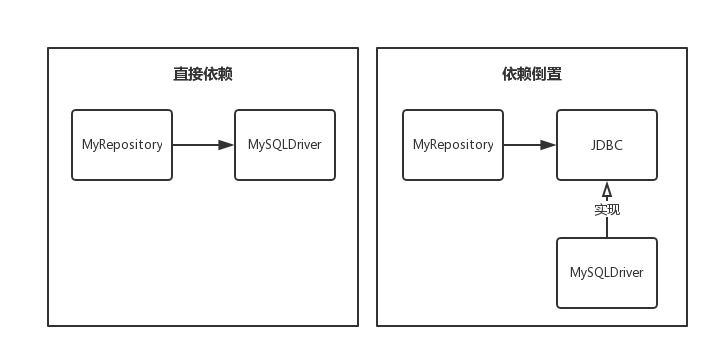 直接依赖
MyRepository
MySQLDriver
依赖倒置
MyRepository
JDBC
实现
MySQLDriver